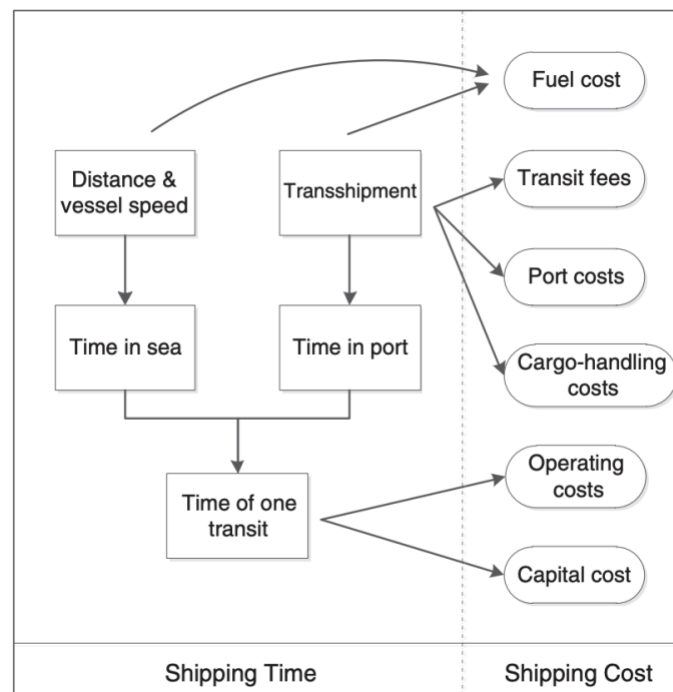 Fuel cost
Distance &
vessel speed
Transshipment
Transit fees
Port costs
Time in sea
Time in port
Cargo-handling
costs
Time of one
transit
Operating
costs
Capital cost
Shipping Time
Shipping Cost